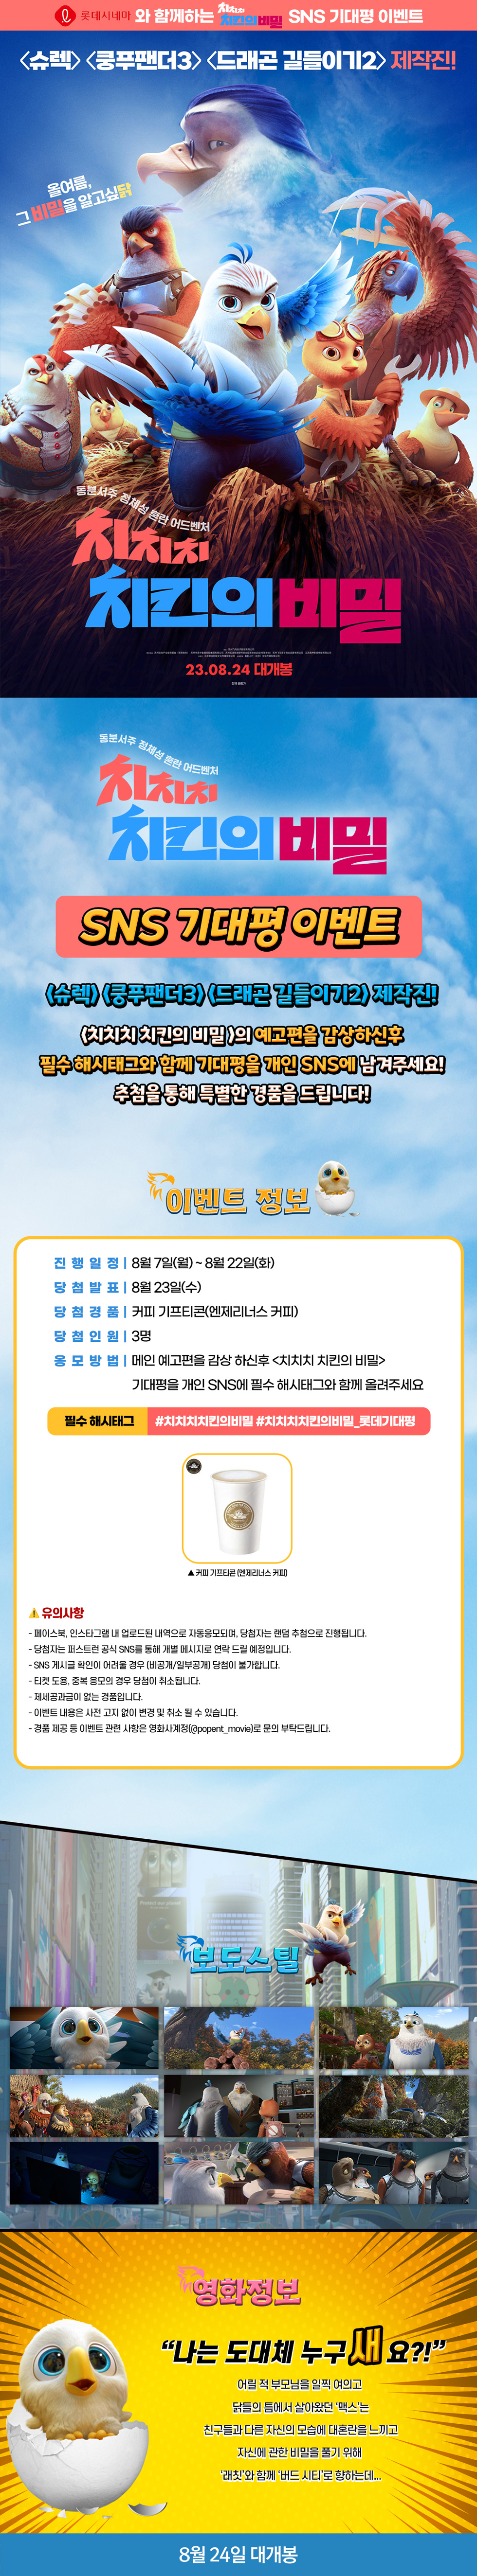 롯데시네마 와 함께하는 치치치 치킨의 비밀 SNS 기대평 이벤트
<슈렉> <쿵푸팬더3> <드래곤 길들이기2> 제작진!
올여름,
그 비밀을 알고싶닭
동분서주 정체성 혼란 어드벤처
치치치
치킨의 비밀
23.08.24 대개봉
동분서주 정체성 혼란 어드벤처
치치치
치킨의 비밀
SNS 기대평 이벤트
<슈렉> <쿵푸팬더3> <드래곤 길들이기2> 제작진!
<치치치 치킨의 비밀 >의 예고편을 감상하신후
필수 해시태그와 함께 기대평을 개인 SNS에 남겨주세요!
추첨을 통해 특별한 경품을 드립니다!
이벤트 정보
진행일정 | 8월 7일(월) ~ 8월 22일(화)
당첨발표 | 8월 23일(수)
당첨경품 | 커피 기프티콘(엔제리너스 커피)
당첨인원 | 3명
응모방법 | 메인 예고편을 감상 하신후 <치치치 치킨의 비밀>
기대평을 개인 SNS에 필수 해시태그와 함께 올려주세요
필수 해시태그 #치치치치킨의비밀 #치치치치킨의비밀_롯데기대평
▲ 커피 기프티콘 (엔제리너스 커피)
⚠ 유의사항
- 페이스북, 인스타그램 내 업로드된 내역으로 자동응모되며, 당첨자는 랜덤 추첨으로 진행됩니다.
- 당첨자는 퍼스트런 공식 SNS를 통해 개별 메시지로 연락 드릴 예정입니다.
- SNS 게시글 확인이 어려울 경우 (비공개/일부공개) 당첨이 불가합니다.
- 티켓 도용, 중복 응모의 경우 당첨이 취소됩니다.
- 제세공과금이 없는 경품입니다.
- 이벤트 내용은 사전 고지 없이 변경 및 취소 될 수 있습니다.
- 경품 제공 등 이벤트 관련 사항은 영화사계정(@popent_movie)로 문의 부탁드립니다.
보도스틸
영화정보
“나는 도대체 누구새요?!”
어릴 적 부모님을 일찍 여의고
닭들의 틈에서 살아왔던 ‘맥스’는
친구들과 다른 자신의 모습에 대혼란을 느끼고
자신에 관한 비밀을 풀기 위해
‘래칫’와 함께 ‘버드 시티’로 향하는데...
8월 24일 대개봉